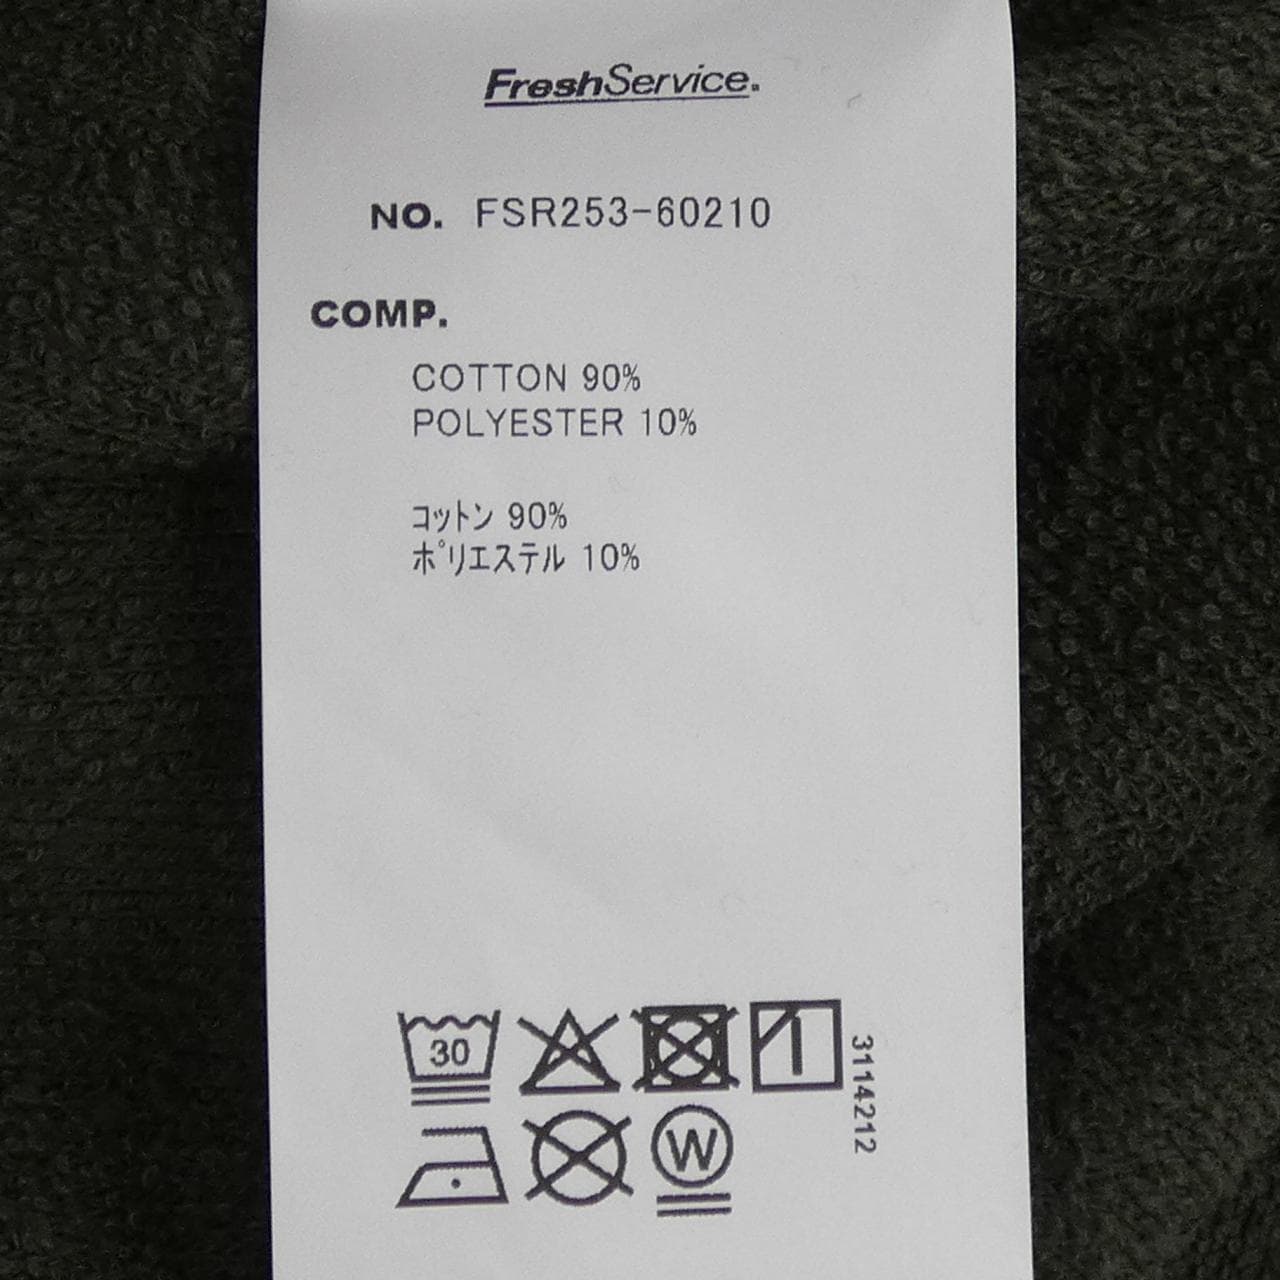 FreshService.
NO. FSR253-60210
COMP.
COTTON 90%
POLYESTER 10%
コットン 90%
ポリエステル 10%
30
3114212
W